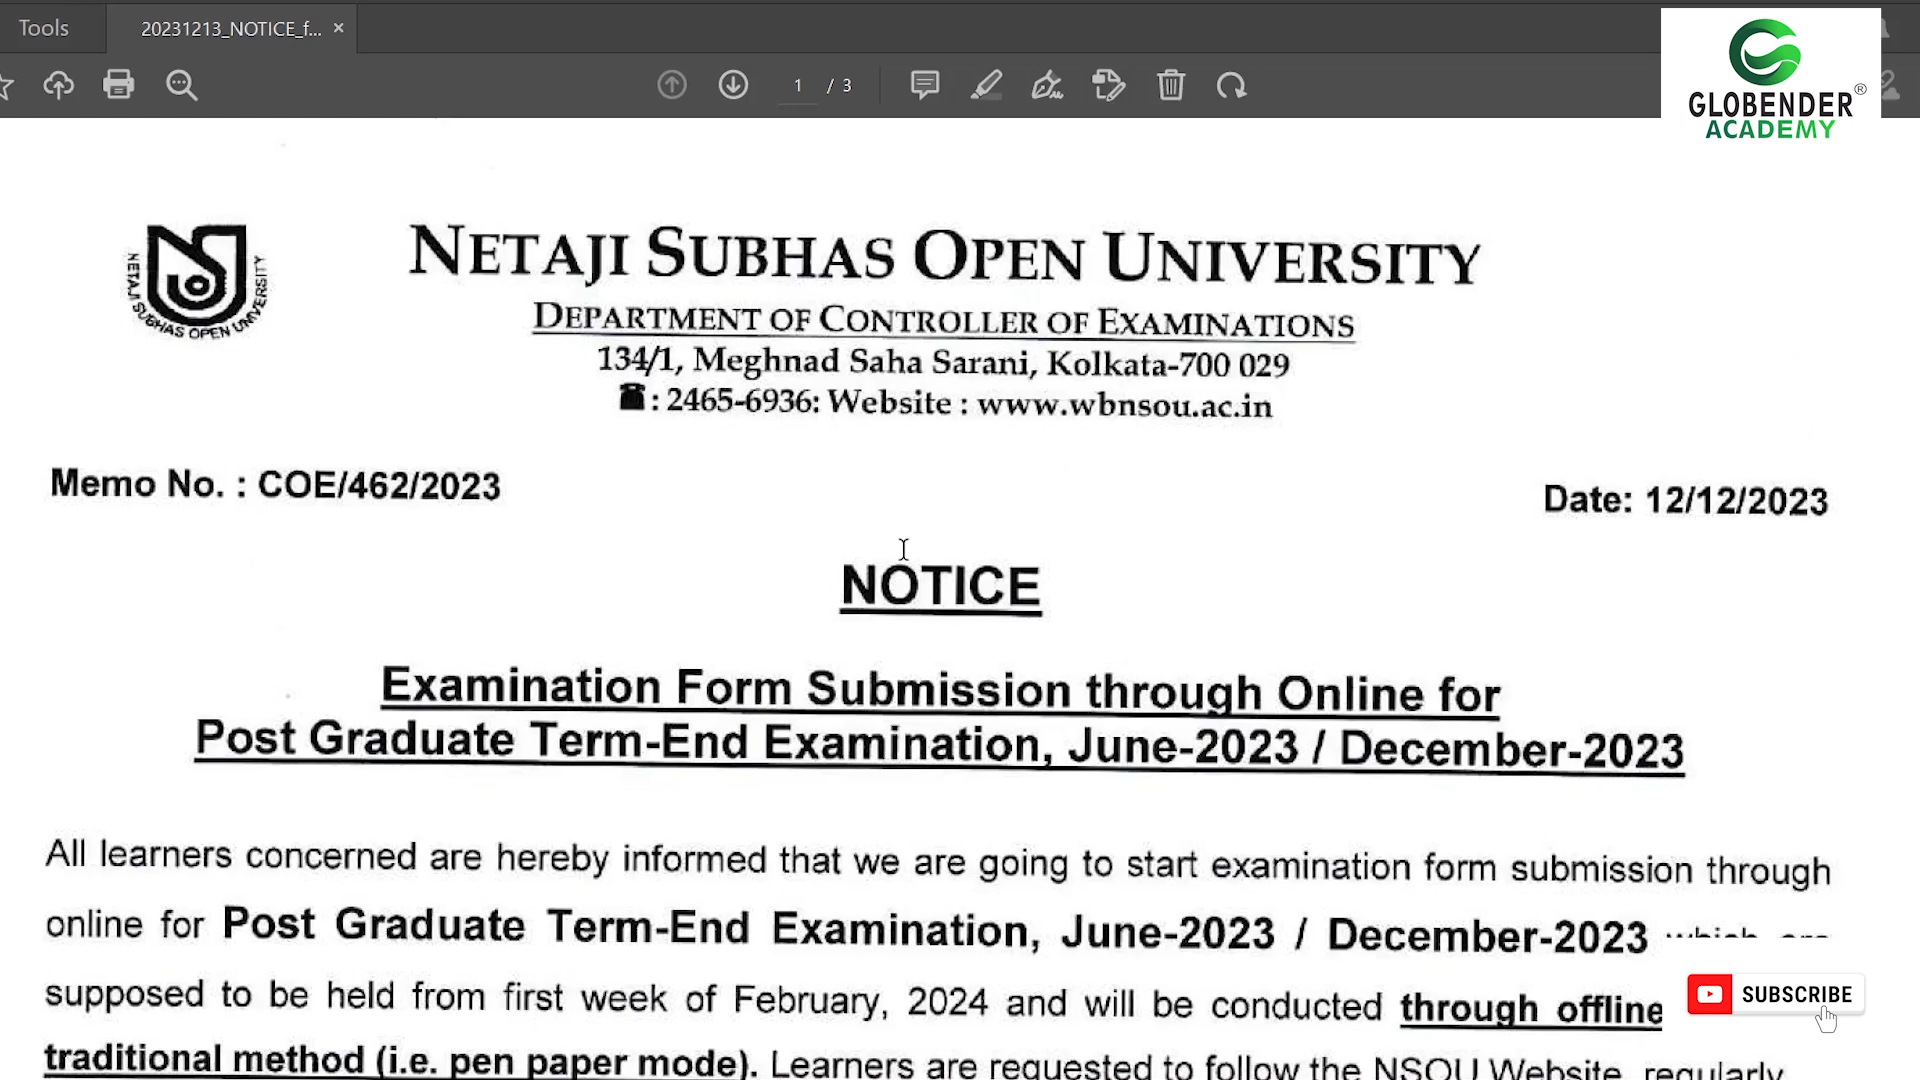 Tools
20231213_NOTICE_f... ×
1 / 3
GLOBENDER®
ACADEMY
NETAJI SUBHAS OPEN UNIVERSITY
NETAJI SUBHAS OPEN UNIVERSITY
DEPARTMENT OF CONTROLLER OF EXAMINATIONS
134/1, Meghnad Saha Sarani, Kolkata-700 029
☎: 2465-6936: Website : www.wbnsou.ac.in
Memo No. : COE/462/2023
Date: 12/12/2023
NOTICE
Examination Form Submission through Online for
Post Graduate Term-End Examination, June-2023 / December-2023
All learners concerned are hereby informed that we are going to start examination form submission through
online for Post Graduate Term-End Examination, June-2023 / December-2023
supposed to be held from first week of February, 2024 and will be conducted through offline
SUBSCRIBE
traditional method (i.e. pen paper mode). Learners are requested to follow the NSOU Website regularly